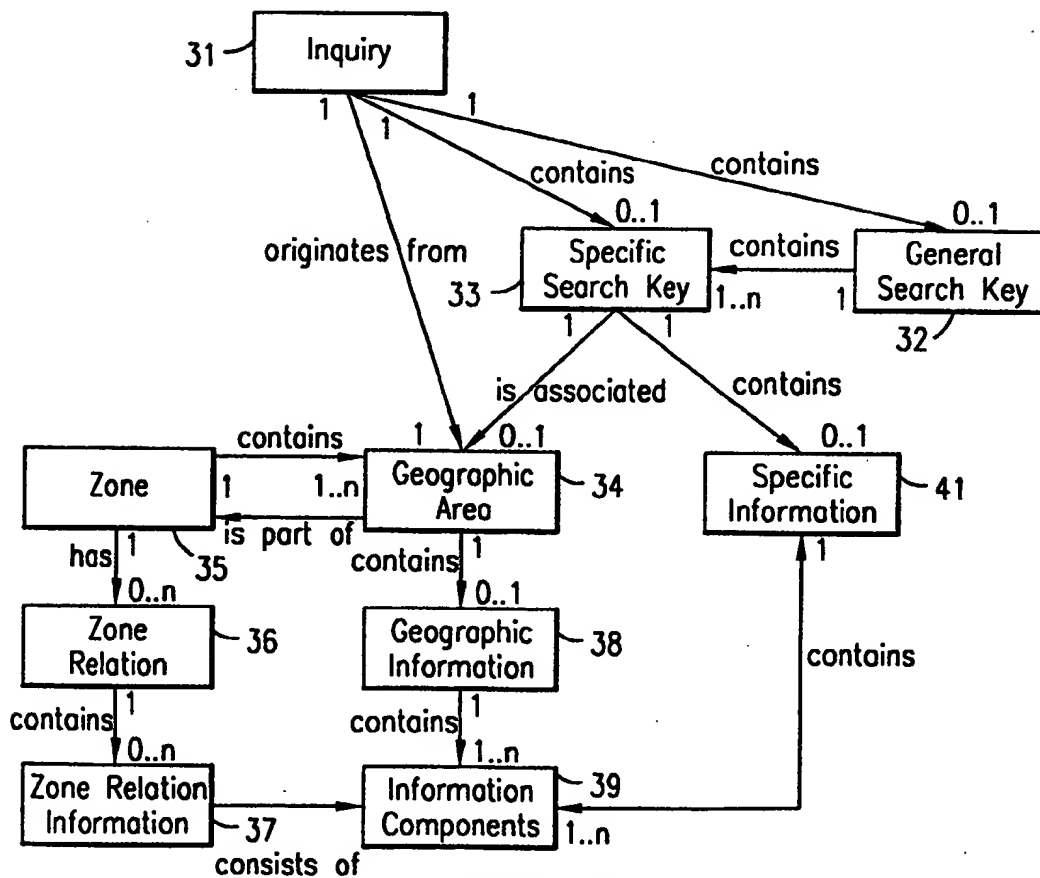 Inquiry
31
1
1
1
contains
contains
0..1
0..1
originates from
Specific
Search Key
33
contains
1..n
1
General
Search Key
32
1
1
is associated
contains
contains
1
0..1
0..1
Zone
1
1..n
Geographic
Area
34
Specific
Information
41
is part of
has
1
35
contains
1
1
0..n
0..1
Zone
Relation
36
Geographic
Information
38
contains
contains
1
contains
1
0..n
1..n
Zone Relation
Information
37
Information
Components
39
1..n
consists of